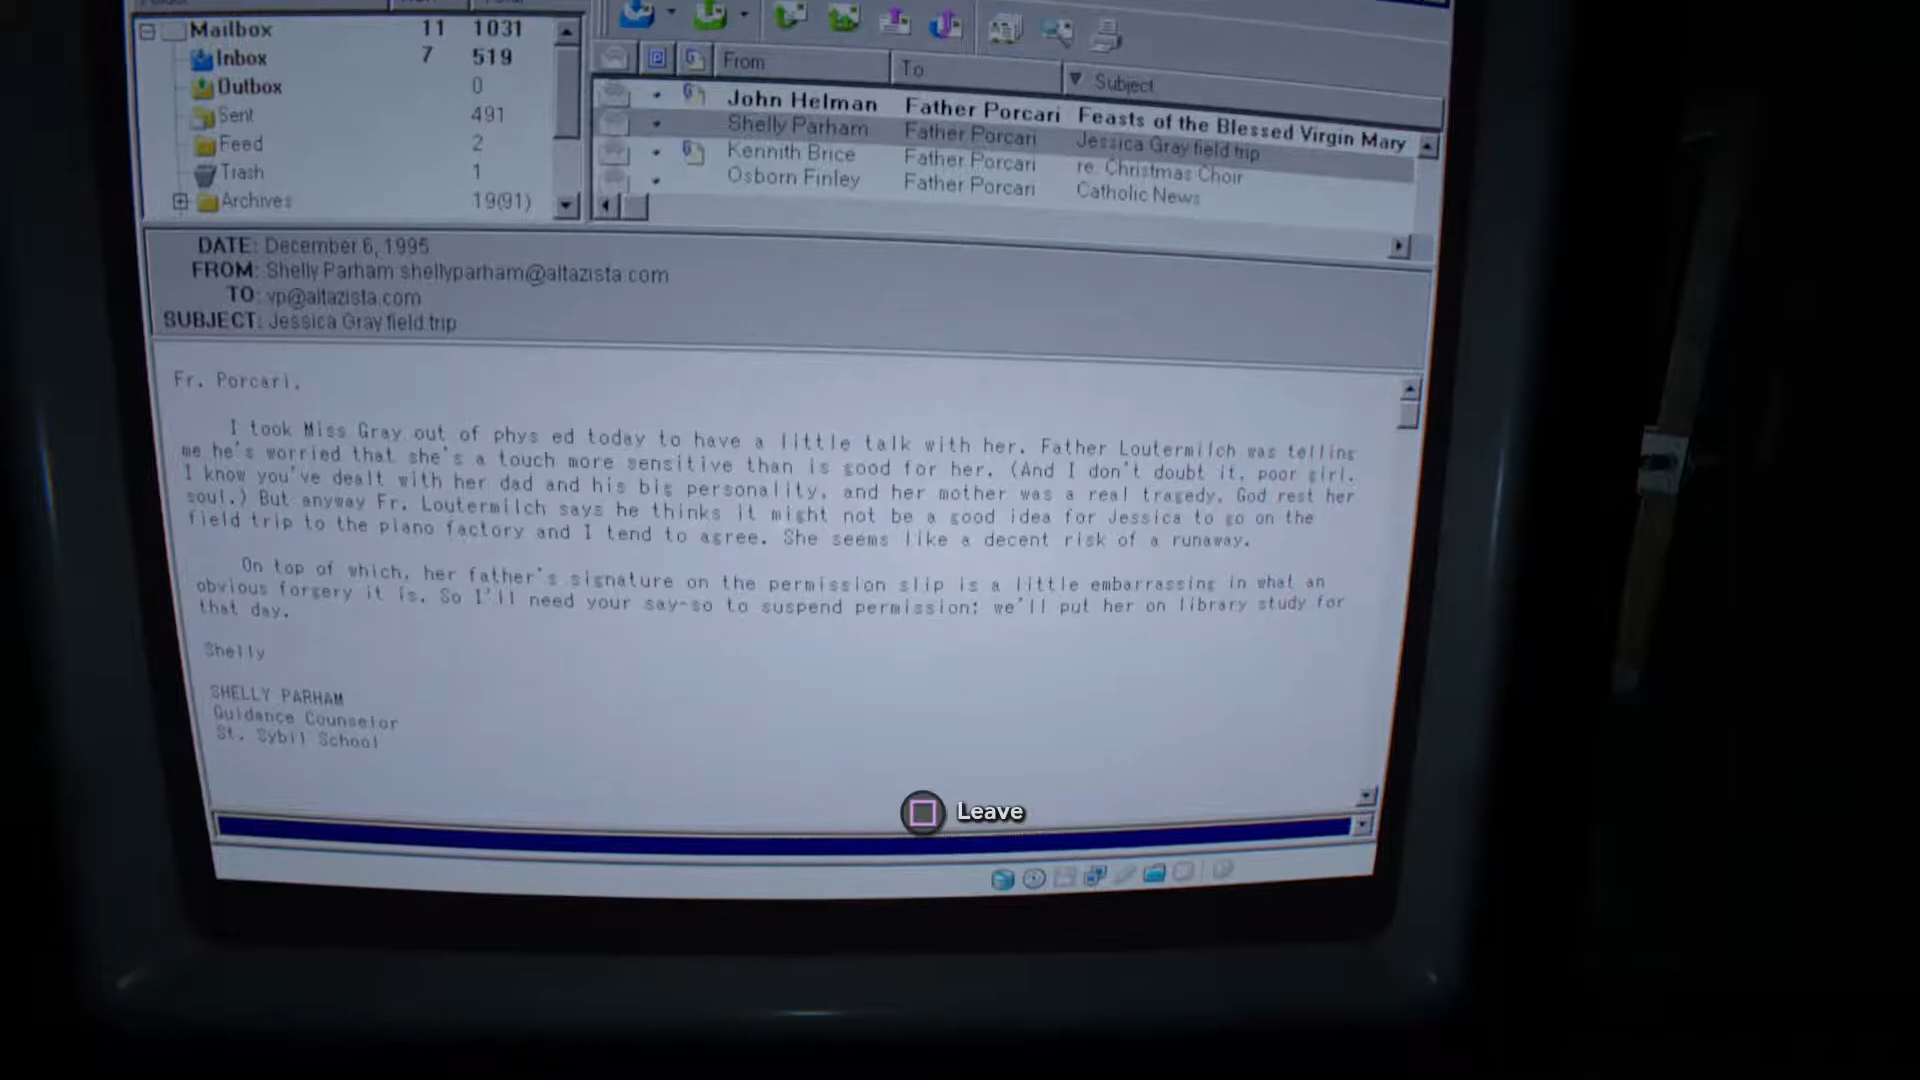 Mailbox 11 1031
Inbox 7 519
Outbox 0
Sent 491
Feed 2
Trash 1
Archives 19(91)
From To Subject
John Helman Father Porcari Feasts of the Blessed Virgin Mary
Shelly Parham Father Porcari Jessica Gray field trip
Kennith Brice Father Porcari re: Christmas Choir
Osborn Finley Father Porcari Catholic News
DATE: December 6, 1995
FROM: Shelly Parham shellyparham@altazista.com
TO: vp@altazista.com
SUBJECT: Jessica Gray field trip
Fr. Porcari,
I took Miss Gray out of phys ed today to have a little talk with her. Father Loutermilch was telling
me he's worried that she's a touch more sensitive than is good for her. (And I don't doubt it, poor girl.
I know you've dealt with her dad and his big personality, and her mother was a real tragedy, God rest her
soul.) But anyway Fr. Loutermilch says he thinks it might not be a good idea for Jessica to go on the
field trip to the piano factory and I tend to agree. She seems like a decent risk of a runaway.
On top of which, her father's signature on the permission slip is a little embarrassing in what an
obvious forgery it is. So I'll need your say-so to suspend permission; we'll put her on library study for
that day.
Shelly
SHELLY PARHAM
Guidance Counselor
St. Sybil School
Leave